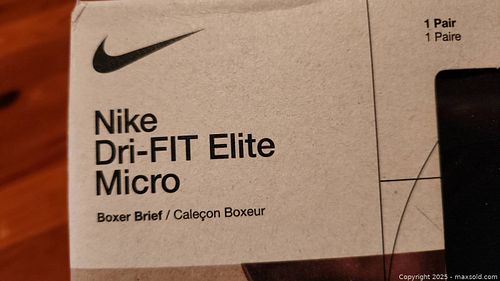 1 Pair
1 Paire
Nike
Dri-FIT Elite
Micro
Boxer Brief / Caleçon Boxeur
Copyright 2025 - maxsold.com